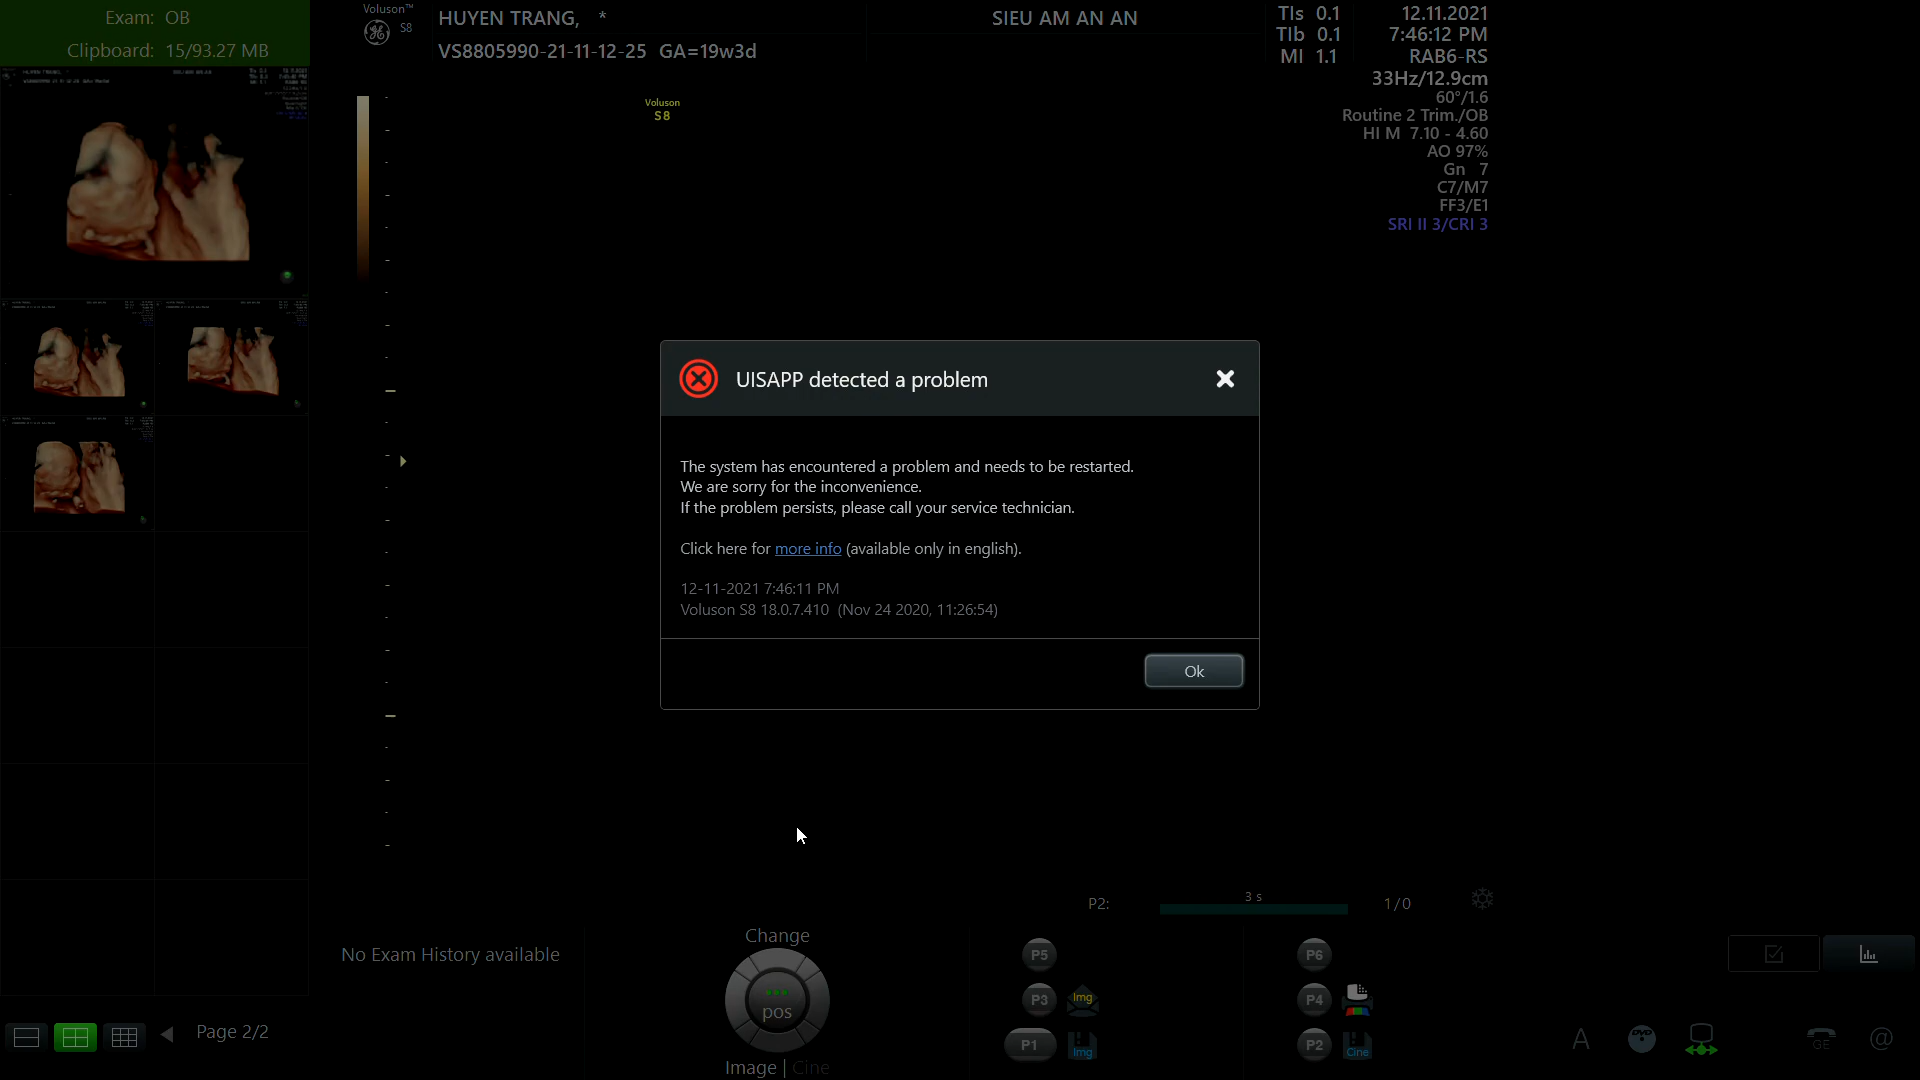 Exam: OB
Clipboard: 15/93.27 MB
Voluson™
S8
HUYEN TRANG, *
VS8805990-21-11-12-25 GA=19w3d
SIEU AM AN AN
TIs 0.1
TIb 0.1
MI 1.1
12.11.2021
7:46:12 PM
RAB6-RS
33Hz/12.9cm
60°/1.6
Routine 2 Trim./OB
HI M 7.10 - 4.60
AO 97%
Gn 7
C7/M7
FF3/E1
SRI II 3/CRI 3
Voluson
S8
UISAPP detected a problem
The system has encountered a problem and needs to be restarted.
We are sorry for the inconvenience.
If the problem persists, please call your service technician.
Click here for more info (available only in english).
12-11-2021 7:46:11 PM
Voluson S8 18.0.7.410 (Nov 24 2020, 11:26:54)
Ok
P2:
3 s
1/0
No Exam History available
Change
pos
Image | Cine
P5
P3
Img
P1
Img
P6
P4
P2
Cine
Page 2/2
A
DVD
GE
@